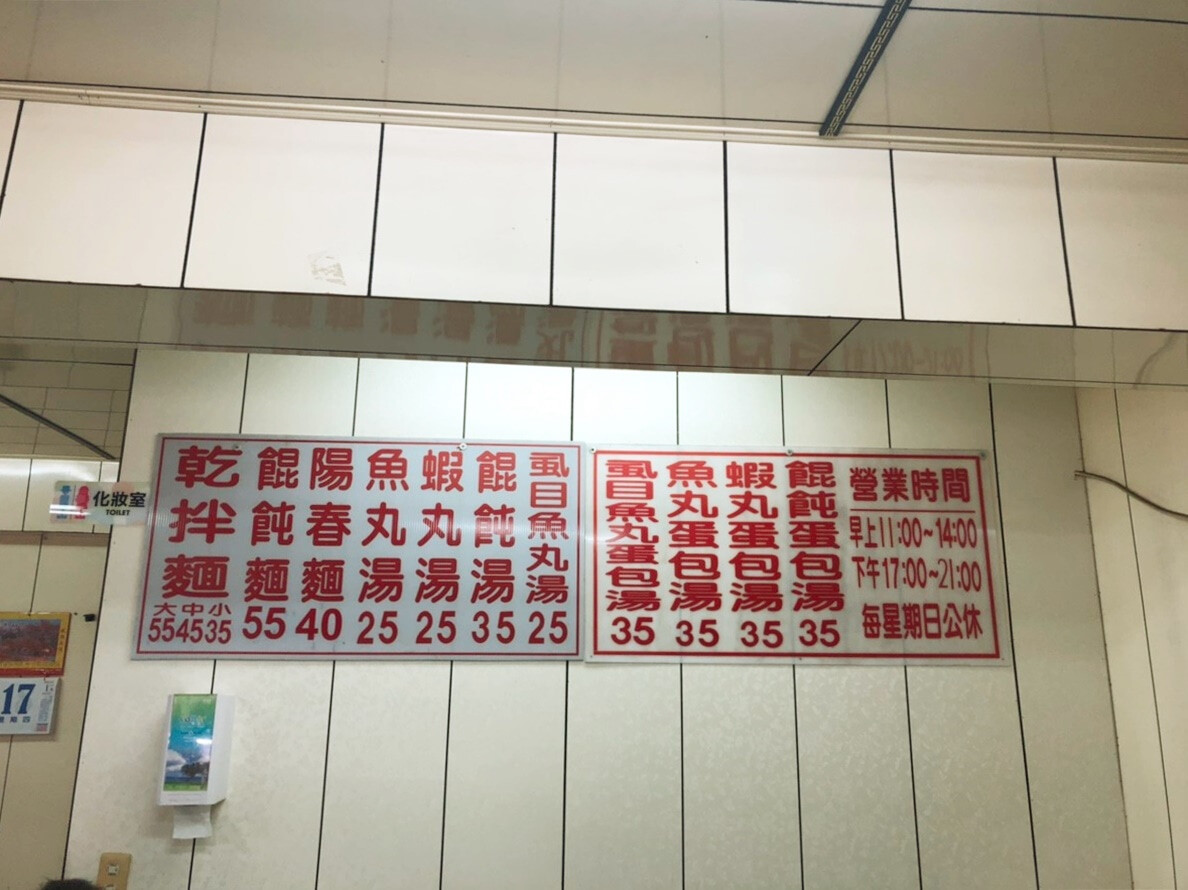 乾拌麵
大 中 小
55 45 35
餛飩麵
55
陽春麵
40
魚丸湯
25
蝦丸湯
25
餛飩湯
35
虱目魚丸湯
25
虱目魚丸蛋包湯
35
魚丸蛋包湯
35
蝦丸蛋包湯
35
餛飩蛋包湯
35
營業時間
早上11:00~14:00
下午17:00~21:00
每星期日公休
化妝室
TOILET
17